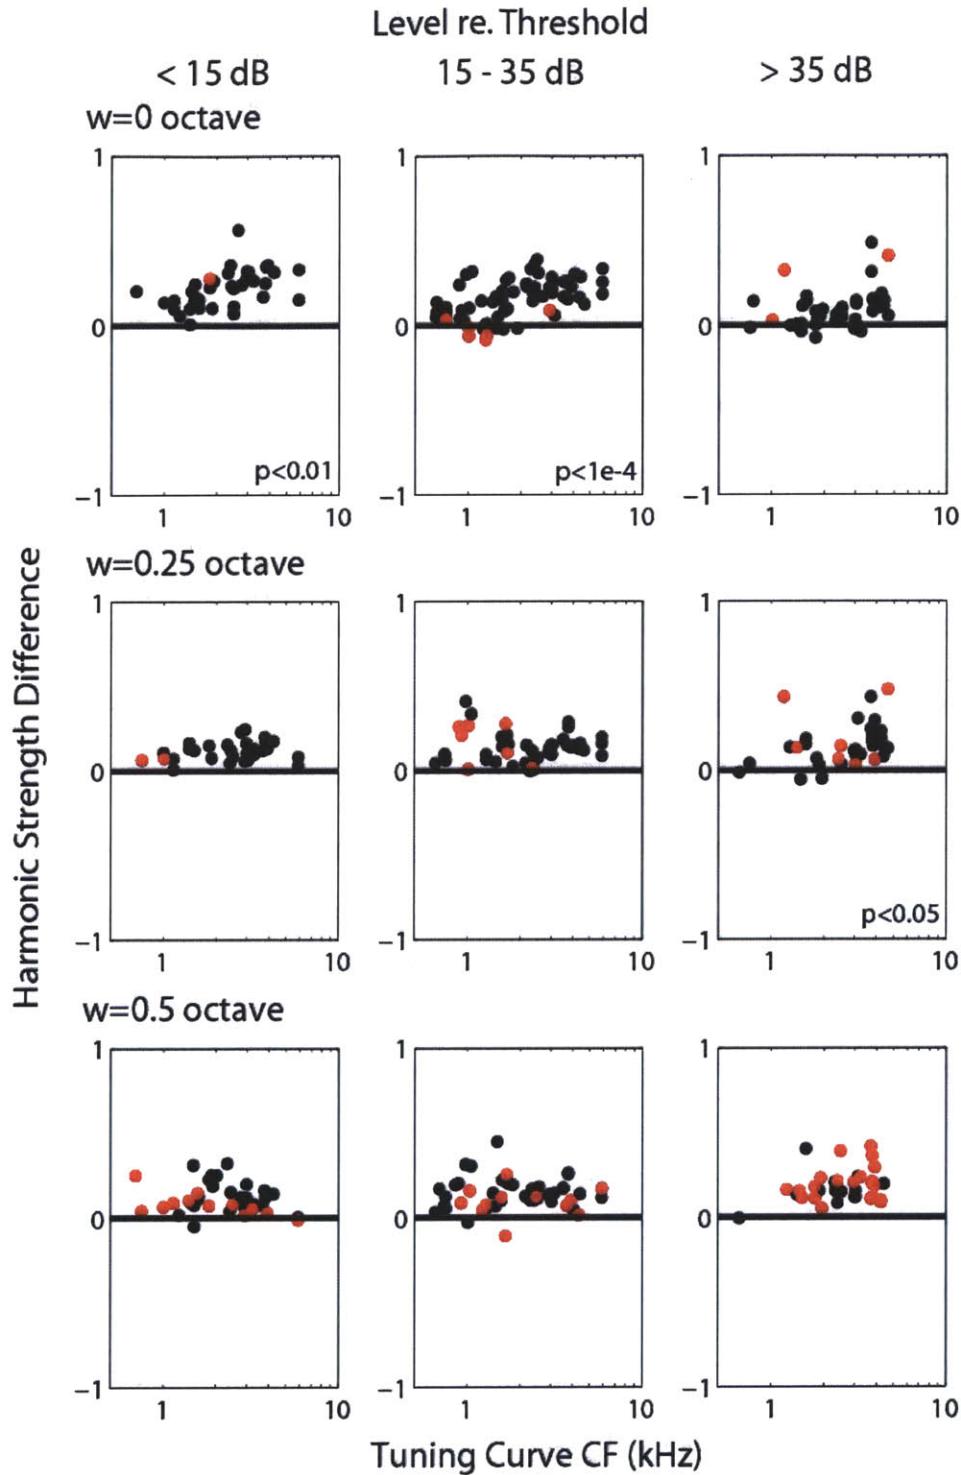 Level re. Threshold
< 15 dB 15 - 35 dB > 35 dB
w=0 octave
1 1 1
0 0 0
p<0.01 p<1e-4
−1 −1 −1
1 10 1 10 1 10
Harmonic Strength Difference
w=0.25 octave
1 1 1
0 0 0
p<0.05
−1 −1 −1
1 10 1 10 1 10
w=0.5 octave
1 1 1
0 0 0
−1 −1 −1
1 10 1 10 1 10
Tuning Curve CF (kHz)